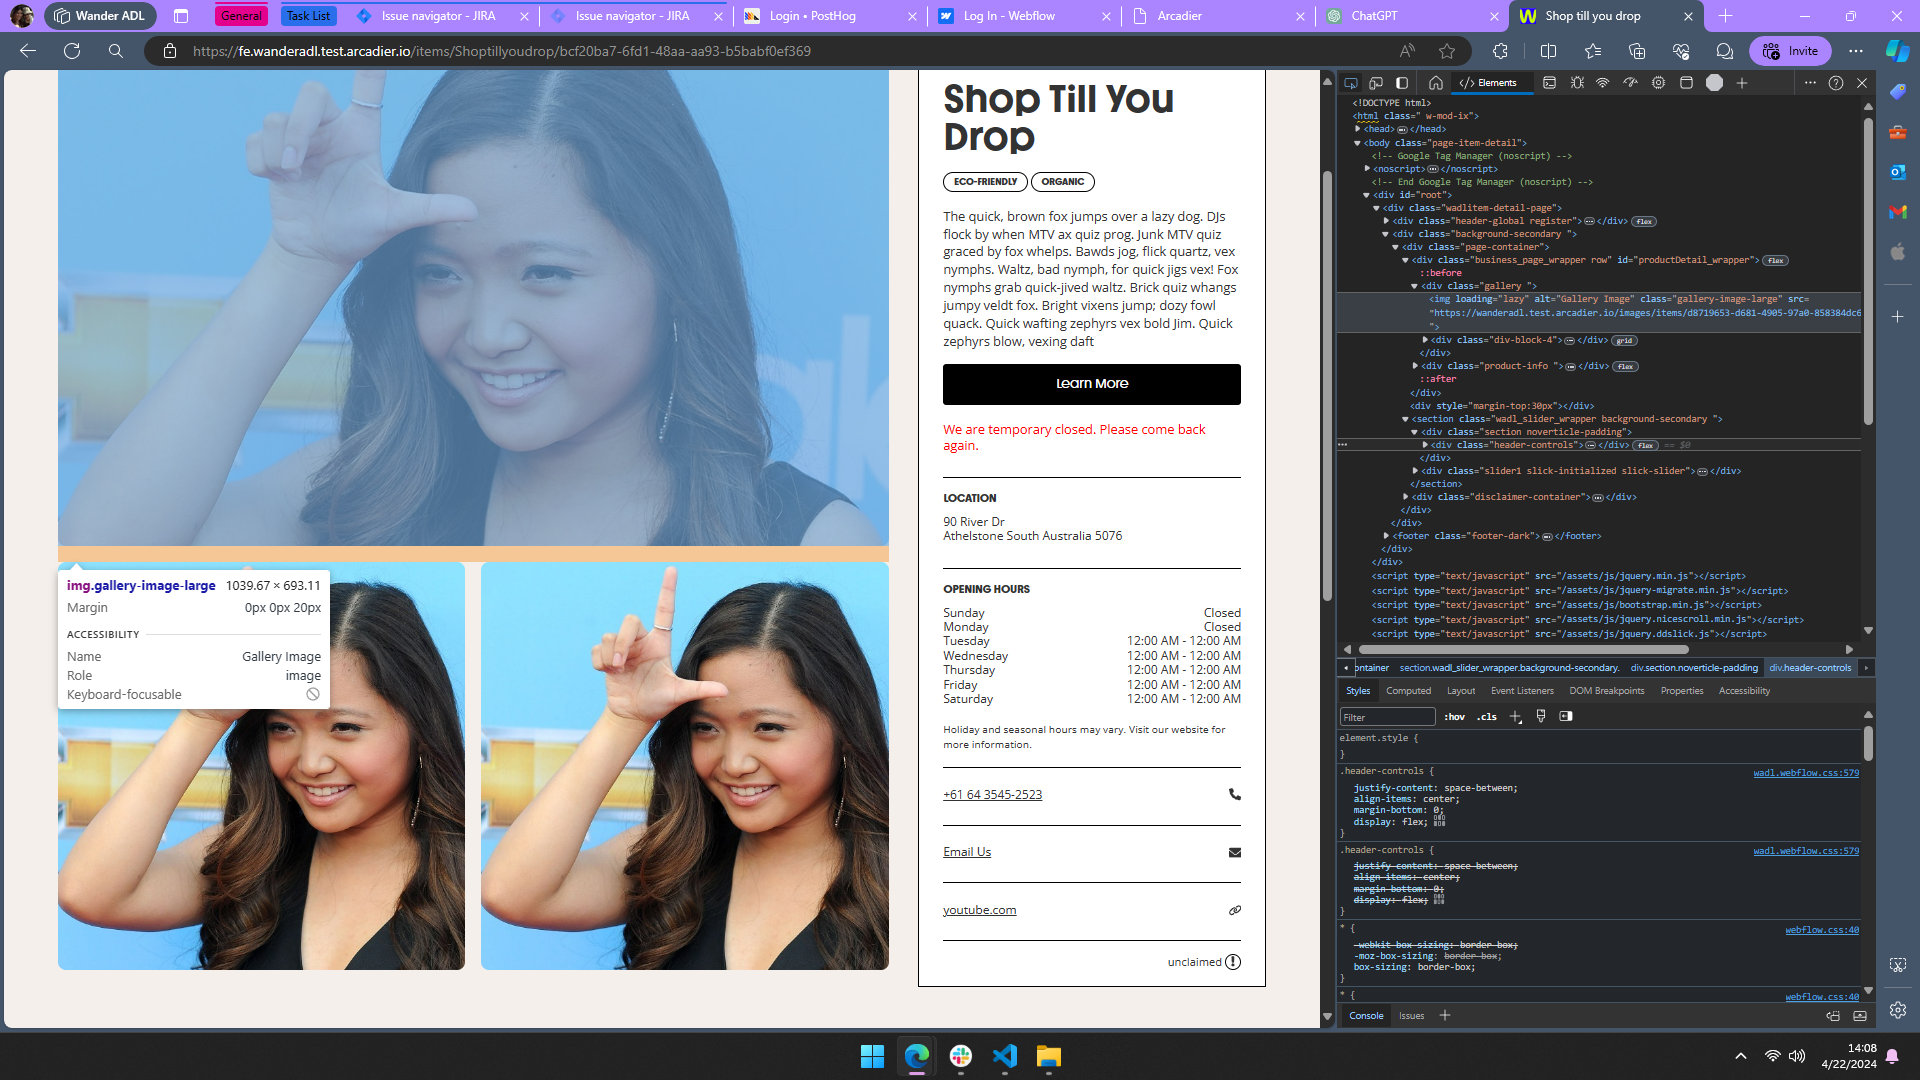 Wander ADL
General
Task List
Issue navigator - JIRA
Issue navigator - JIRA
Login • PostHog
Log In - Webflow
Arcadier
ChatGPT
Shop till you drop
https://fe.wanderadl.test.arcadier.io/items/Shoptillyoudrop/bcf20ba7-6fd1-48aa-aa93-b5babf0ef369
Invite
Shop Till You
Drop
ECO-FRIENDLY
ORGANIC
The quick, brown fox jumps over a lazy dog. DJs
flock by when MTV ax quiz prog. Junk MTV quiz
graced by fox whelps. Bawds jog, flick quartz, vex
nymphs. Waltz, bad nymph, for quick jigs vex! Fox
nymphs grab quick-jived waltz. Brick quiz whangs
jumpy veldt fox. Bright vixens jump; dozy fowl
quack. Quick wafting zephyrs vex bold Jim. Quick
zephyrs blow, vexing daft
Learn More
We are temporary closed. Please come back
again.
LOCATION
90 River Dr
Athelstone South Australia 5076
OPENING HOURS
Sunday Closed
Monday Closed
Tuesday 12:00 AM - 12:00 AM
Wednesday 12:00 AM - 12:00 AM
Thursday 12:00 AM - 12:00 AM
Friday 12:00 AM - 12:00 AM
Saturday 12:00 AM - 12:00 AM
Holiday and seasonal hours may vary. Visit our website for
more information.
+61 64 3545-2523
Email Us
youtube.com
unclaimed
img.gallery-image-large 1039.67 × 693.11
Margin 0px 0px 20px
ACCESSIBILITY
Name Gallery Image
Role image
Keyboard-focusable
Elements
<!DOCTYPE html>
<html class=" w-mod-ix">
<head>…</head>
<body class="page-item-detail">
<!-- Google Tag Manager (noscript) -->
<noscript>…</noscript>
<!-- End Google Tag Manager (noscript) -->
<div id="root">
<div class="wadlitem-detail-page">
<div class="header-global register">…</div> flex
<div class="background-secondary ">
<div class="page-container">
<div class="business_page_wrapper row" id="productDetail_wrapper"> flex
::before
<div class="gallery ">
<img loading="lazy" alt="Gallery Image" class="gallery-image-large" src=
"https://wanderadl.test.arcadier.io/images/items/d8719653-d681-4905-97a0-858384dc6
">
<div class="div-block-4">…</div> grid
</div>
<div class="product-info ">…</div> flex
::after
</div>
<div style="margin-top:30px"></div>
<section class="wadl_slider_wrapper background-secondary ">
<div class="section noverticle-padding">
<div class="header-controls">…</div> flex == $0
</div>
<div class="slider1 slick-initialized slick-slider">…</div>
</section>
<div class="disclaimer-container">…</div>
</div>
</div>
<footer class="footer-dark">…</footer>
</div>
</div>
<script type="text/javascript" src="/assets/js/jquery.min.js"></script>
<script type="text/javascript" src="/assets/js/jquery-migrate.min.js"></script>
<script type="text/javascript" src="/assets/js/bootstrap.min.js"></script>
<script type="text/javascript" src="/assets/js/jquery.nicescroll.min.js"></script>
<script type="text/javascript" src="/assets/js/jquery.ddslick.js"></script>
ontainer section.wadl_slider_wrapper.background-secondary. div.section.noverticle-padding div.header-controls
Styles Computed Layout Event Listeners DOM Breakpoints Properties Accessibility
Filter :hov .cls
element.style {
}
.header-controls { wadl.webflow.css:579
justify-content: space-between;
align-items: center;
margin-bottom: 0;
display: flex;
}
.header-controls { wadl.webflow.css:579
justify-content: space-between;
align-items: center;
margin-bottom: 0;
display: flex;
}
* { webflow.css:40
-webkit-box-sizing: border-box;
-moz-box-sizing: border-box;
box-sizing: border-box;
}
* { webflow.css:40
Console Issues
14:08
4/22/2024